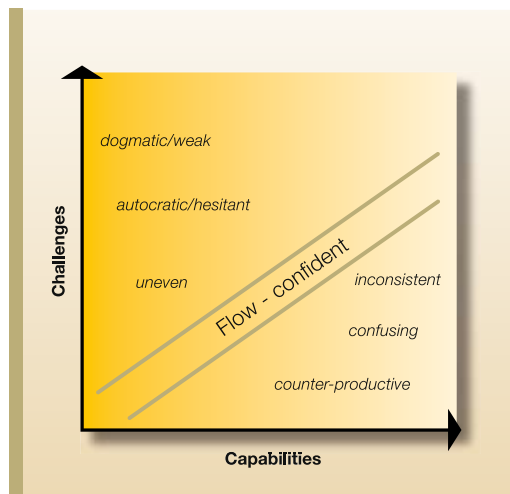 dogmatic/weak
autocratic/hesitant
uneven
Flow - confident
inconsistent
confusing
counter-productive
Challenges
Capabilities